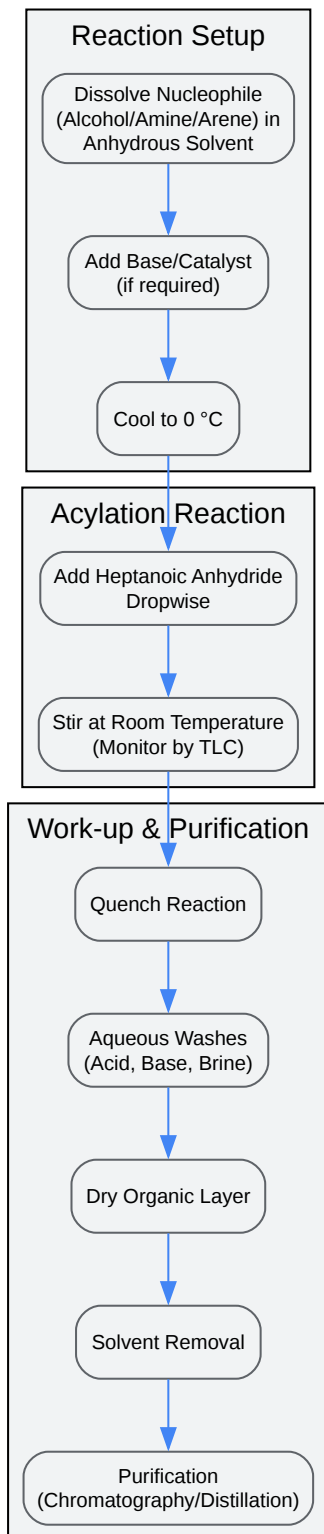 Reaction Setup
Dissolve Nucleophile
(Alcohol/Amine/Arene) in
Anhydrous Solvent
Add Base/Catalyst
(if required)
Cool to 0 °C
Acylation Reaction
Add Heptanoic Anhydride
Dropwise
Stir at Room Temperature
(Monitor by TLC)
Work-up & Purification
Quench Reaction
Aqueous Washes
(Acid, Base, Brine)
Dry Organic Layer
Solvent Removal
Purification
(Chromatography/Distillation)